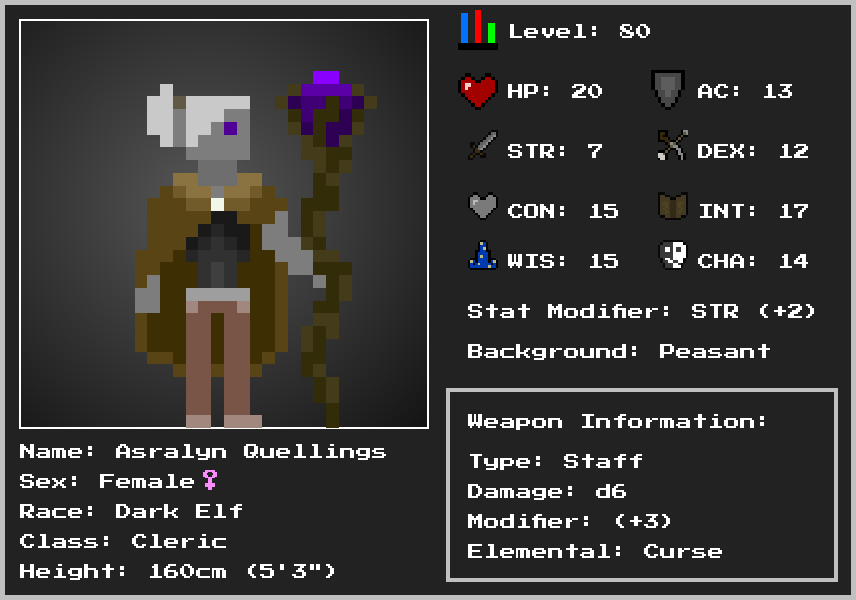 Level: 80
HP: 20
AC: 13
STR: 7
DEX: 12
CON: 15
INT: 17
WIS: 15
CHA: 14
Stat Modifier: STR (+2)
Background: Peasant
Weapon Information:
Type: Staff
Damage: d6
Modifier: (+3)
Elemental: Curse
Name: Asralyn Quellings
Sex: Female♀
Race: Dark Elf
Class: Cleric
Height: 160cm (5'3")